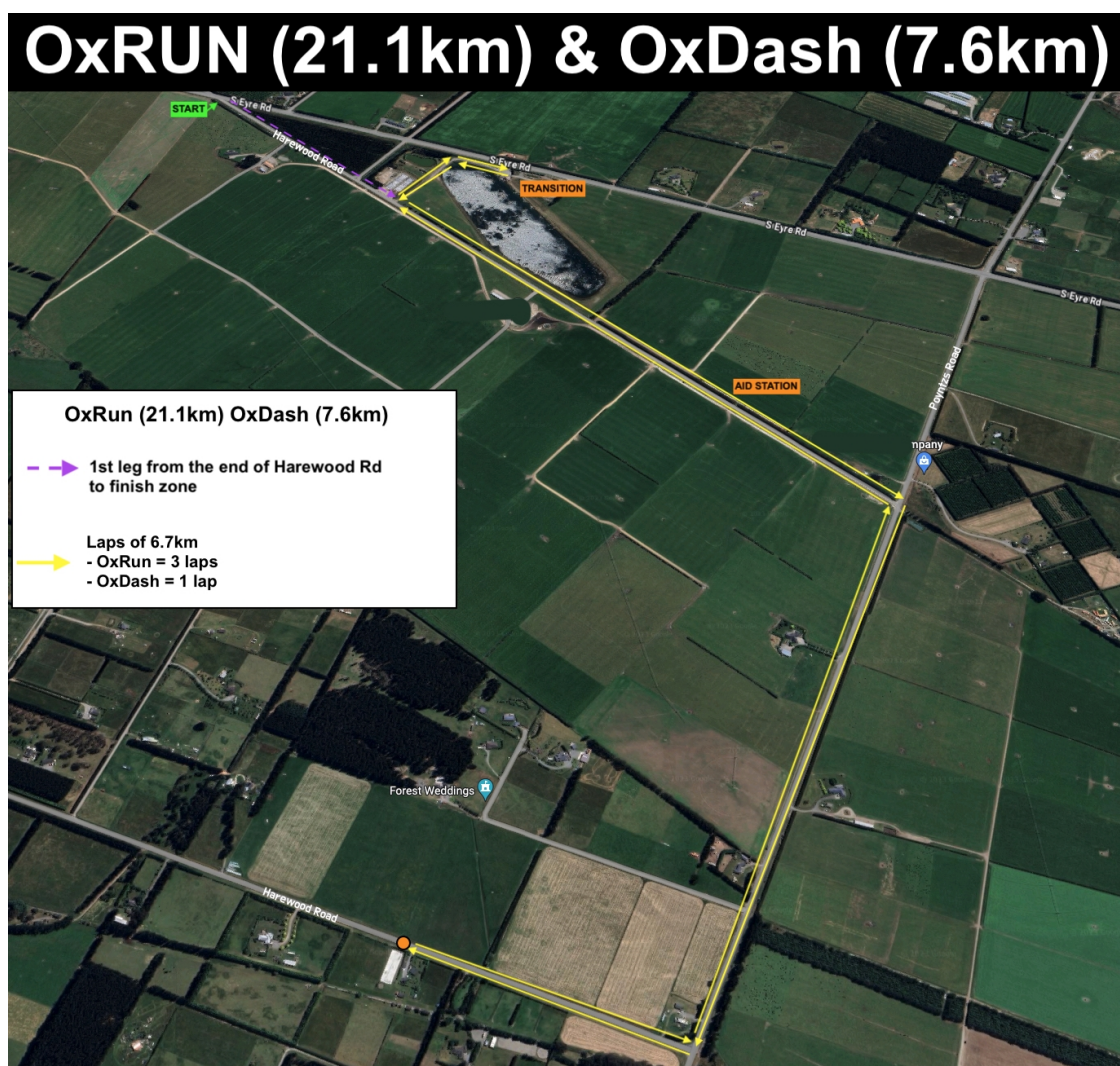 OxRUN (21.1km) & OxDash (7.6km)
START
S Eyre Rd
Harewood Road
S Eyre Rd
TRANSITION
S Eyre Rd
S Eyre Rd
Poyntzs Road
AID STATION
mpany
OxRun (21.1km) OxDash (7.6km)
1st leg from the end of Harewood Rd
to finish zone
Laps of 6.7km
- OxRun = 3 laps
- OxDash = 1 lap
Forest Weddings
Harewood Road